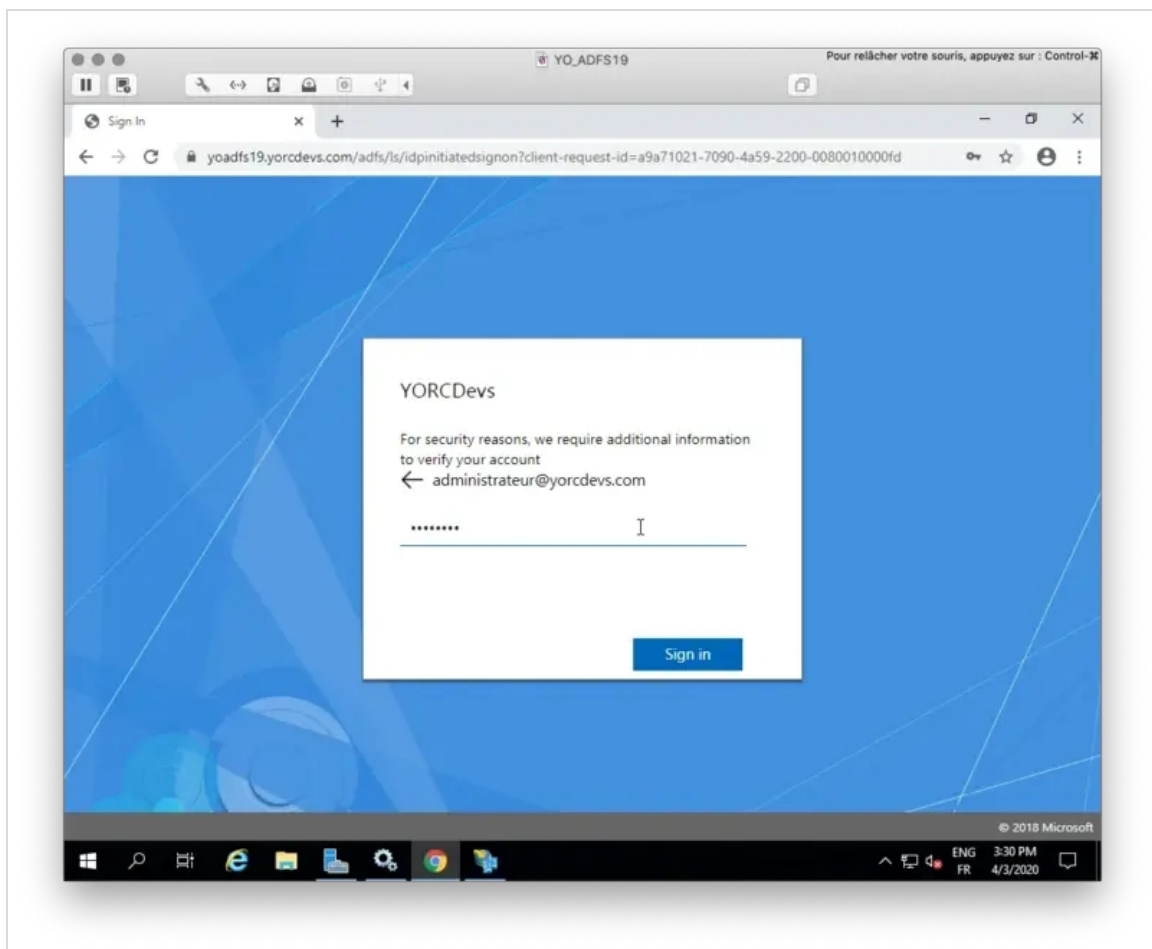 YO_ADFS19
Pour relâcher votre souris, appuyez sur : Control-⌘
Sign In
yoadfs19.yorcdevs.com/adfs/ls/idpinitiatedsignon?client-request-id=a9a71021-7090-4a59-2200-0080010000fd
YORCDevs
For security reasons, we require additional information
to verify your account
administrateur@yorcdevs.com
Sign in
© 2018 Microsoft
ENG
3:30 PM
FR
4/3/2020